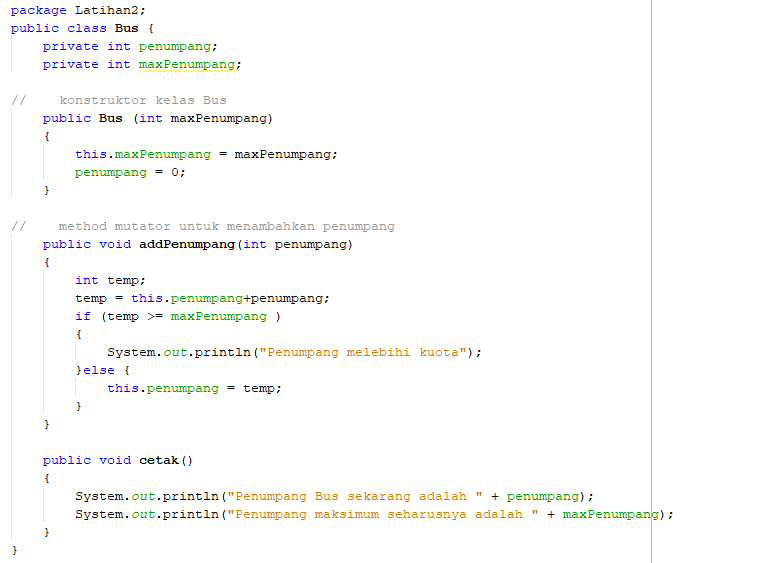 package Latihan2;
public class Bus {
    private int penumpang;
    private int maxPenumpang;
//    konstruktor kelas Bus
    public Bus (int maxPenumpang)
    {
        this.maxPenumpang = maxPenumpang;
        penumpang = 0;
    }
//    method mutator untuk menambahkan penumpang
    public void addPenumpang(int penumpang)
    {
        int temp;
        temp = this.penumpang+penumpang;
        if (temp >= maxPenumpang )
        {
            System.out.println("Penumpang melebihi kuota");
        }else {
            this.penumpang = temp;
        }
    }
    public void cetak()
    {
        System.out.println("Penumpang Bus sekarang adalah " + penumpang);
        System.out.println("Penumpang maksimum seharusnya adalah " + maxPenumpang);
    }
}